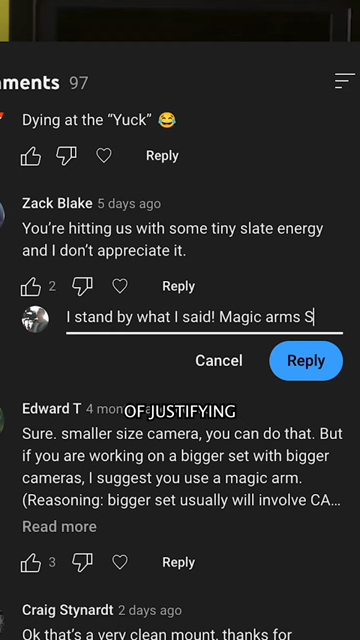 ments 97
Dying at the “Yuck” 😂
Reply
Zack Blake 5 days ago
You’re hitting us with some tiny slate energy
and I don’t appreciate it.
2 Reply
I stand by what I said! Magic arms S
Cancel Reply
Edward T 4 mon
OF JUSTIFYING
Sure. smaller size camera, you can do that. But
if you are working on a bigger set with bigger
cameras, I suggest you use a magic arm.
(Reasoning: bigger set usually will involve CA...
Read more
3 Reply
Craig Stynardt 2 days ago
Ok that’s a very clean mount, thanks for